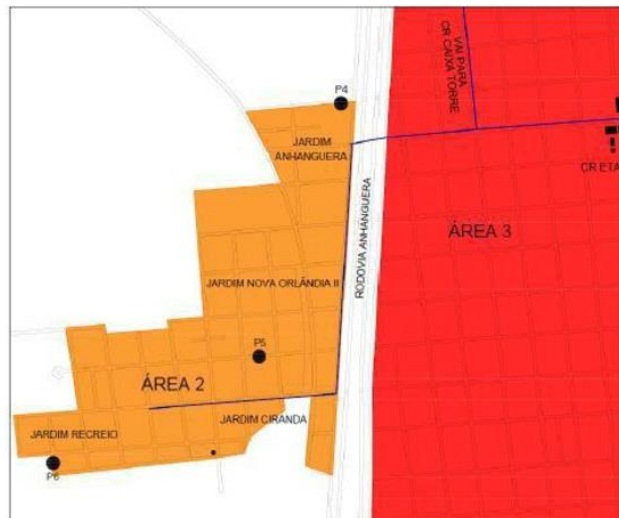 VAI PARA
CR CAIXA TORRE
P4
JARDIM
ANHANGUERA
CR ETA
RODOVIA ANHANGUERA
ÁREA 3
JARDIM NOVA ORLÂNDIA II
P5
ÁREA 2
JARDIM CIRANDA
JARDIM RECREIO
P6